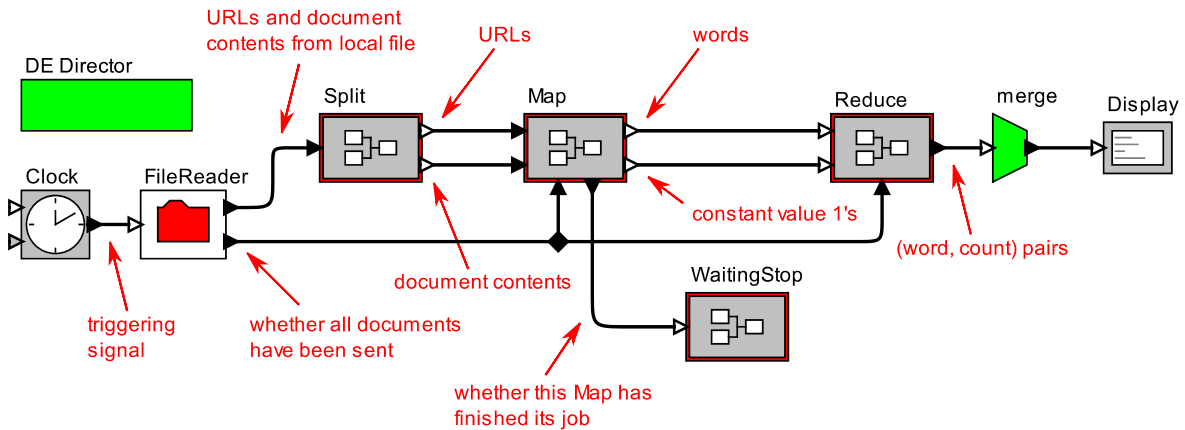 URLs and document
contents from local file
URLs
words
DE Director
Split
Map
Reduce
merge
Display
Clock
FileReader
constant value 1's
(word, count) pairs
document contents
WaitingStop
triggering
signal
whether all documents
have been sent
whether this Map has
finished its job